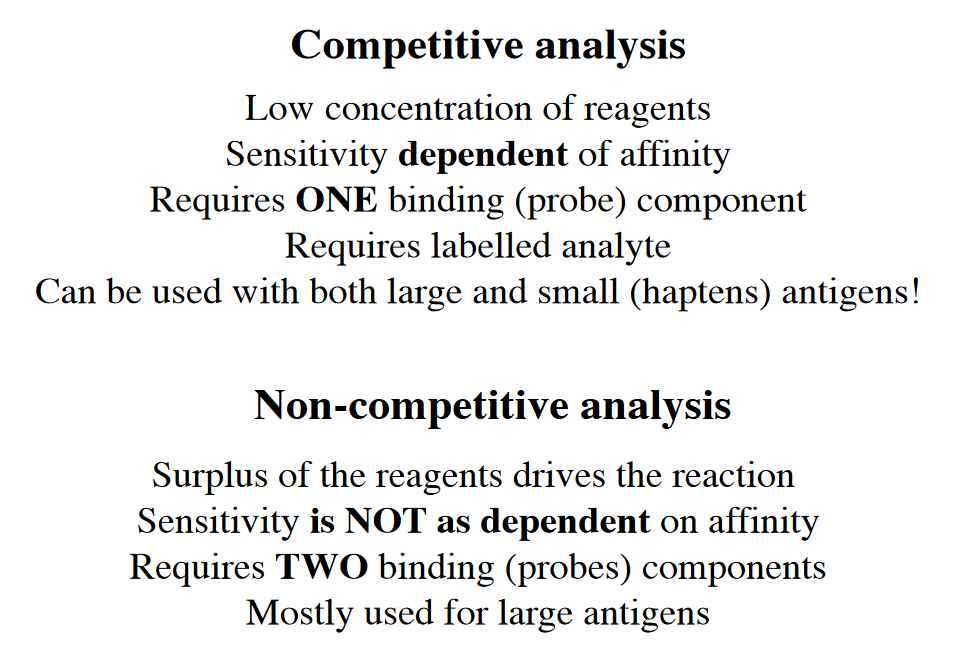 Competitive analysis
Low concentration of reagents
Sensitivity dependent of affinity
Requires ONE binding (probe) component
Requires labelled analyte
Can be used with both large and small (haptens) antigens!
Non-competitive analysis
Surplus of the reagents drives the reaction
Sensitivity is NOT as dependent on affinity
Requires TWO binding (probes) components
Mostly used for large antigens